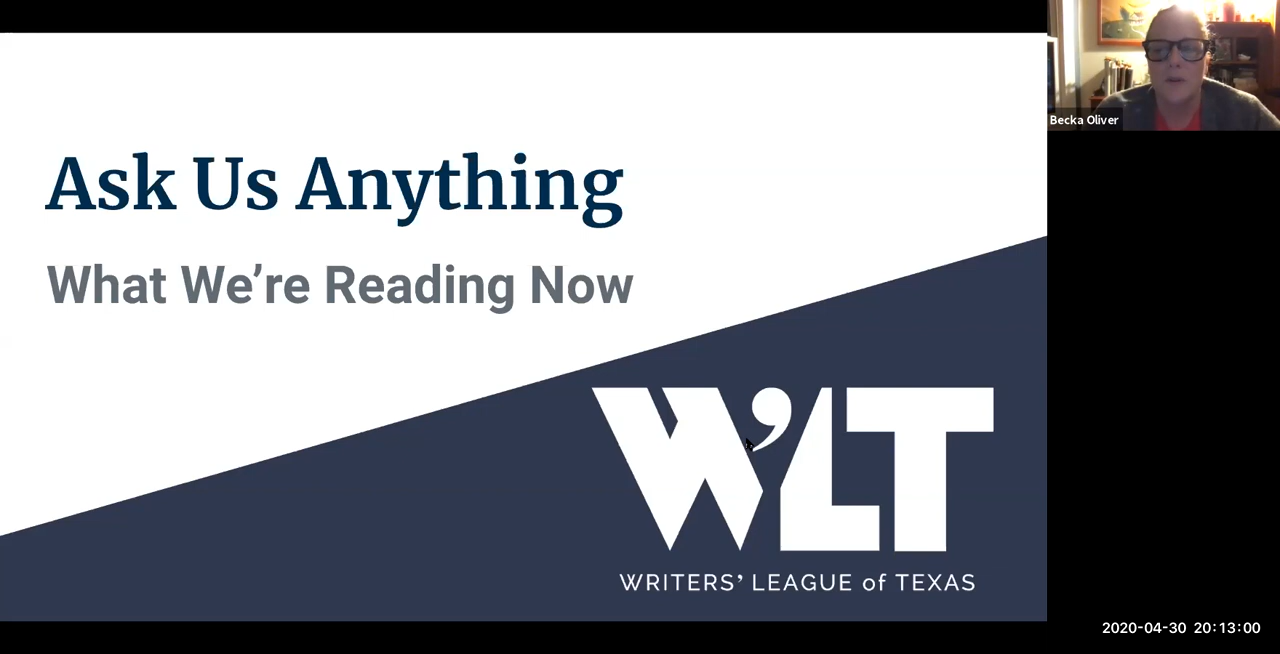 Ask Us Anything
What We’re Reading Now
W’LT
WRITERS’ LEAGUE of TEXAS
Becka Oliver
2020-04-30 20:13:00